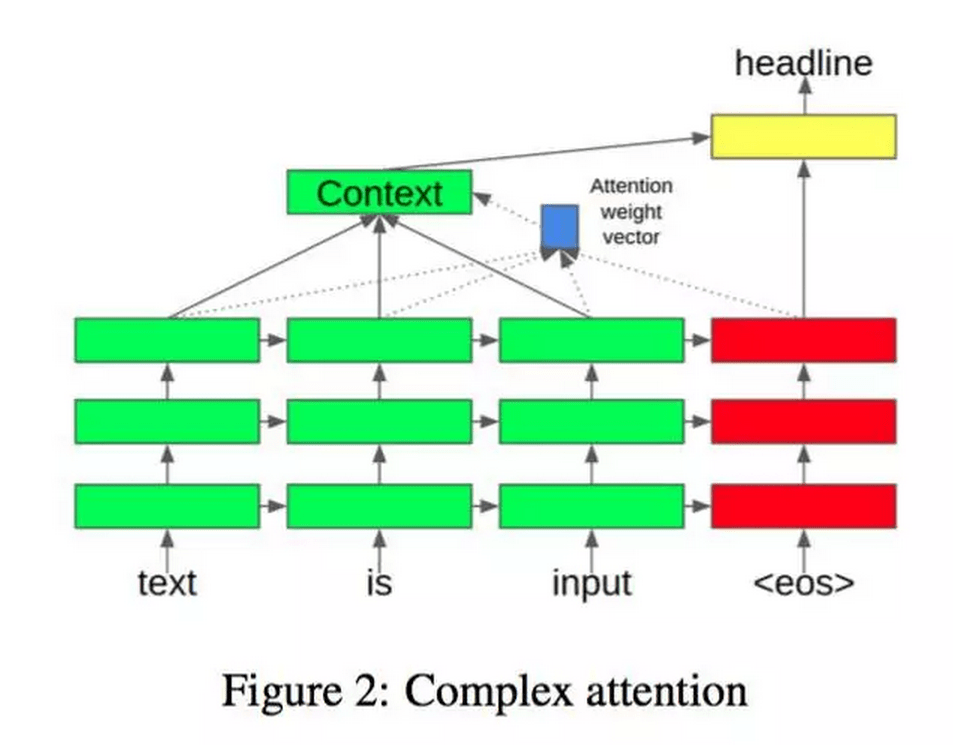 headline
Context
Attention
weight
vector
text is input <eos>
Figure 2: Complex attention